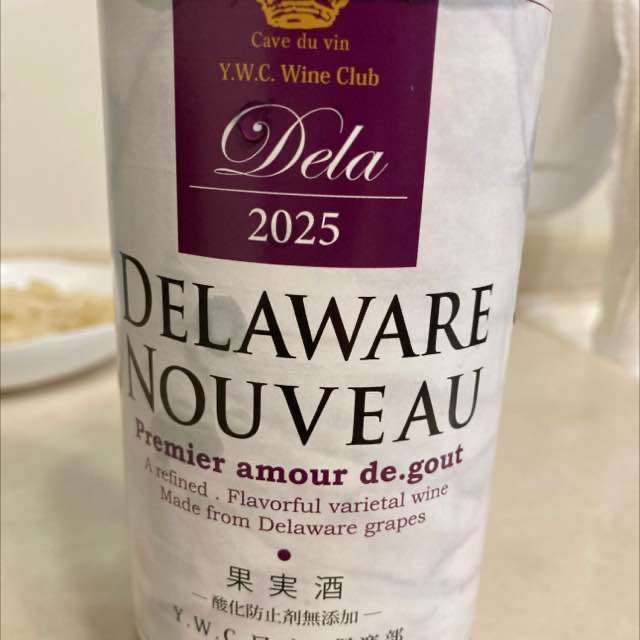 Cave du vin
Y.W.C. Wine Club
Dela
2025
DELAWARE
NOUVEAU
Premier amour de.gout
A refined . Flavorful varietal wine
Made from Delaware grapes
果実酒
酸化防止剤無添加
Y.W.C.